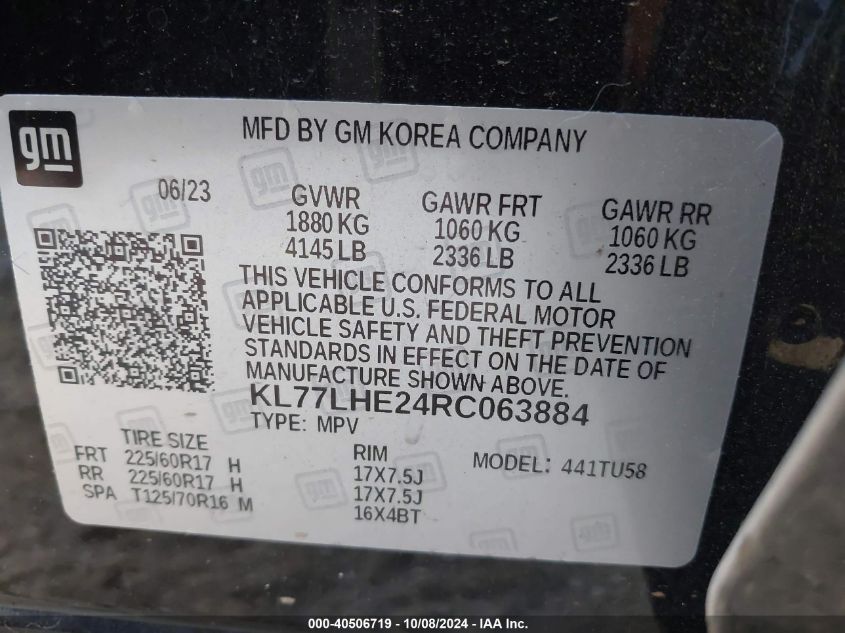 gm
MFD BY GM KOREA COMPANY
06/23
GVWR
1880 KG
4145 LB
GAWR FRT
1060 KG
2336 LB
GAWR RR
1060 KG
2336 LB
THIS VEHICLE CONFORMS TO ALL
APPLICABLE U.S. FEDERAL MOTOR
VEHICLE SAFETY AND THEFT PREVENTION
STANDARDS IN EFFECT ON THE DATE OF
MANUFACTURE SHOWN ABOVE.
KL77LHE24RC063884
TYPE: MPV
TIRE SIZE
FRT 225/60R17 H
RR 225/60R17 H
SPA T125/70R16 M
RIM
17X7.5J
17X7.5J
16X4BT
MODEL: 441TU58
000-40506719 - 10/08/2024 - IAA Inc.